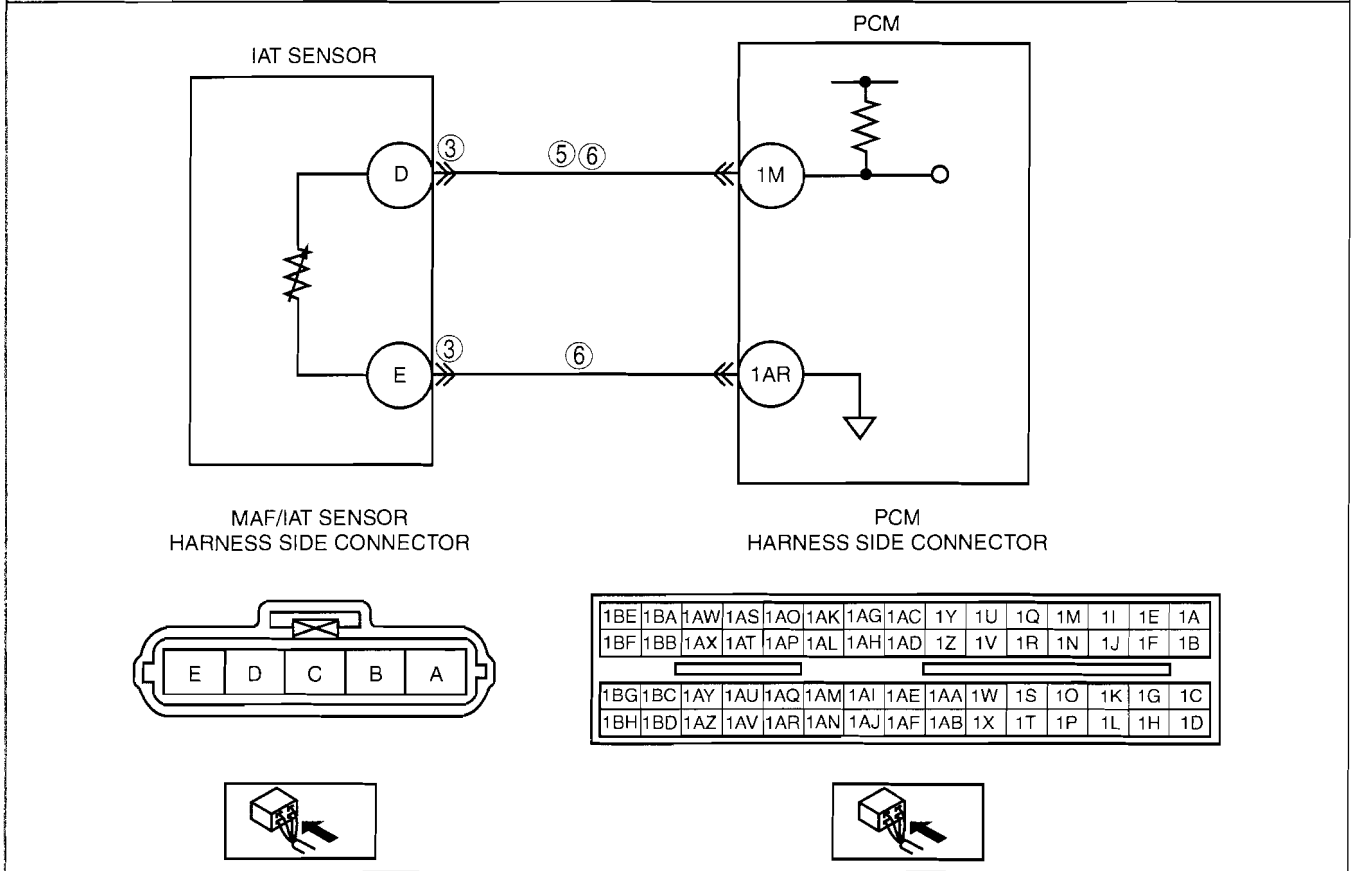 PCM
IAT SENSOR
D
③
⑤⑥
1M
E
③
⑥
1AR
MAF/IAT SENSOR
HARNESS SIDE CONNECTOR
PCM
HARNESS SIDE CONNECTOR
E D C B A
1BE 1BA 1AW 1AS 1AO 1AK 1AG 1AC 1Y 1U 1Q 1M 1I 1E 1A
1BF 1BB 1AX 1AT 1AP 1AL 1AH 1AD 1Z 1V 1R 1N 1J 1F 1B
1BG 1BC 1AY 1AU 1AQ 1AM 1AI 1AE 1AA 1W 1S 1O 1K 1G 1C
1BH 1BD 1AZ 1AV 1AR 1AN 1AJ 1AF 1AB 1X 1T 1P 1L 1H 1D